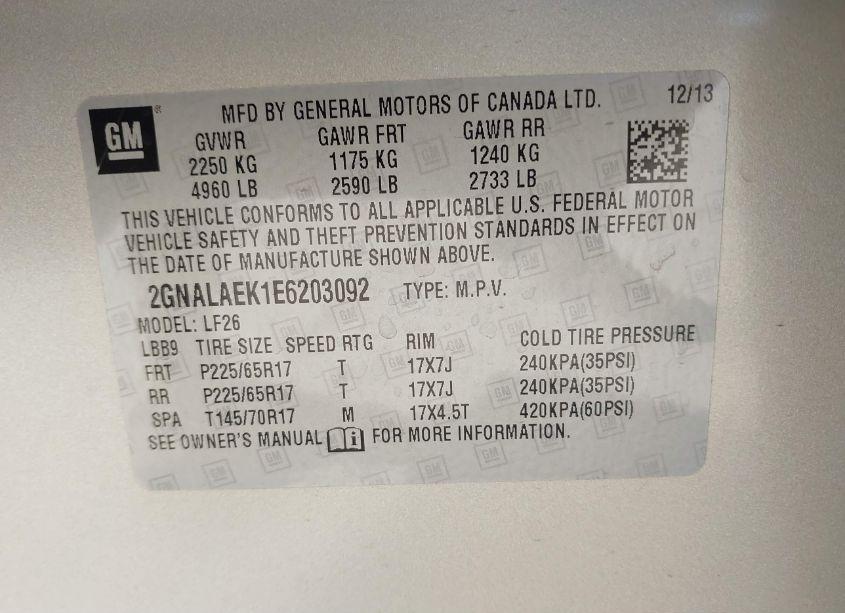 GM
MFD BY GENERAL MOTORS OF CANADA LTD. 12/13
GVWR GAWR FRT GAWR RR
2250 KG 1175 KG 1240 KG
4960 LB 2590 LB 2733 LB
THIS VEHICLE CONFORMS TO ALL APPLICABLE U.S. FEDERAL MOTOR
VEHICLE SAFETY AND THEFT PREVENTION STANDARDS IN EFFECT ON
THE DATE OF MANUFACTURE SHOWN ABOVE.
2GNALAEK1E6203092 TYPE: M.P.V.
MODEL: LF26
LBB9 TIRE SIZE SPEED RTG RIM COLD TIRE PRESSURE
FRT P225/65R17 T 17X7J 240KPA(35PSI)
RR P225/65R17 T 17X7J 240KPA(35PSI)
SPA T145/70R17 M 17X4.5T 420KPA(60PSI)
SEE OWNER'S MANUAL i FOR MORE INFORMATION.